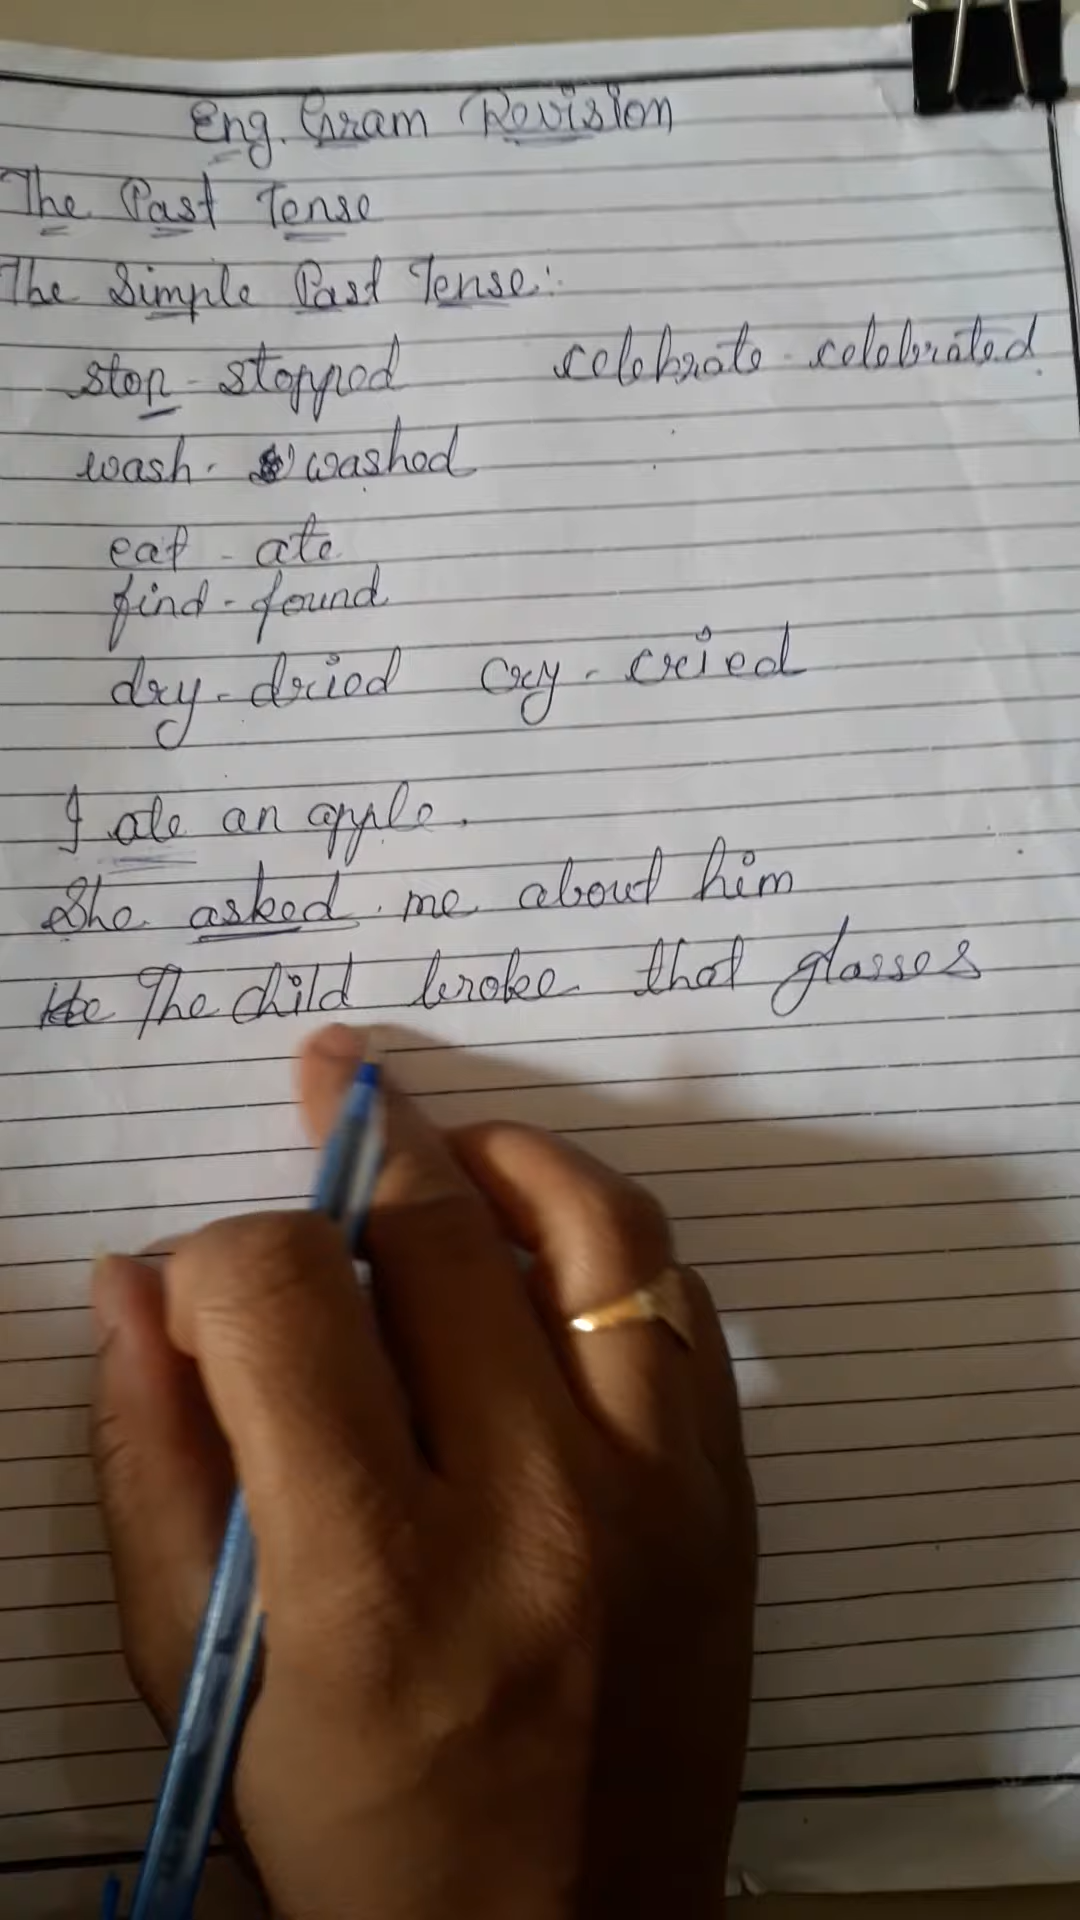 Eng. Gram Revision
The Past Tense
The Simple Past Tense:
stop - stopped celebrate - celebrated
wash - washed
eat - ate
find - found
dry - dried cry - cried
I ate an apple.
She asked me about him
He The child broke that glasses